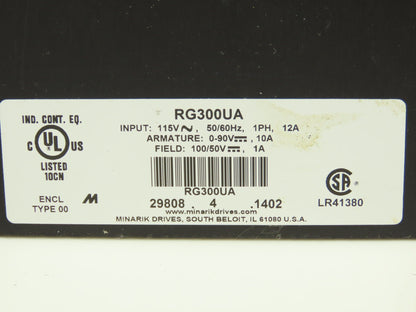 RG300UA
IND. CONT. EQ.
INPUT: 115V∿, 50/60Hz, 1PH, 12A
ARMATURE: 0-90V⎓, 10A
FIELD: 100/50V⎓, 1A
C UL US
LISTED
10CN
RG300UA
ENCL
TYPE 00
M
29808 . 4 .1402
www.minarikdrives.com
MINARIK DRIVES, SOUTH BELOIT, IL 61080 U.S.A.
SA
LR41380